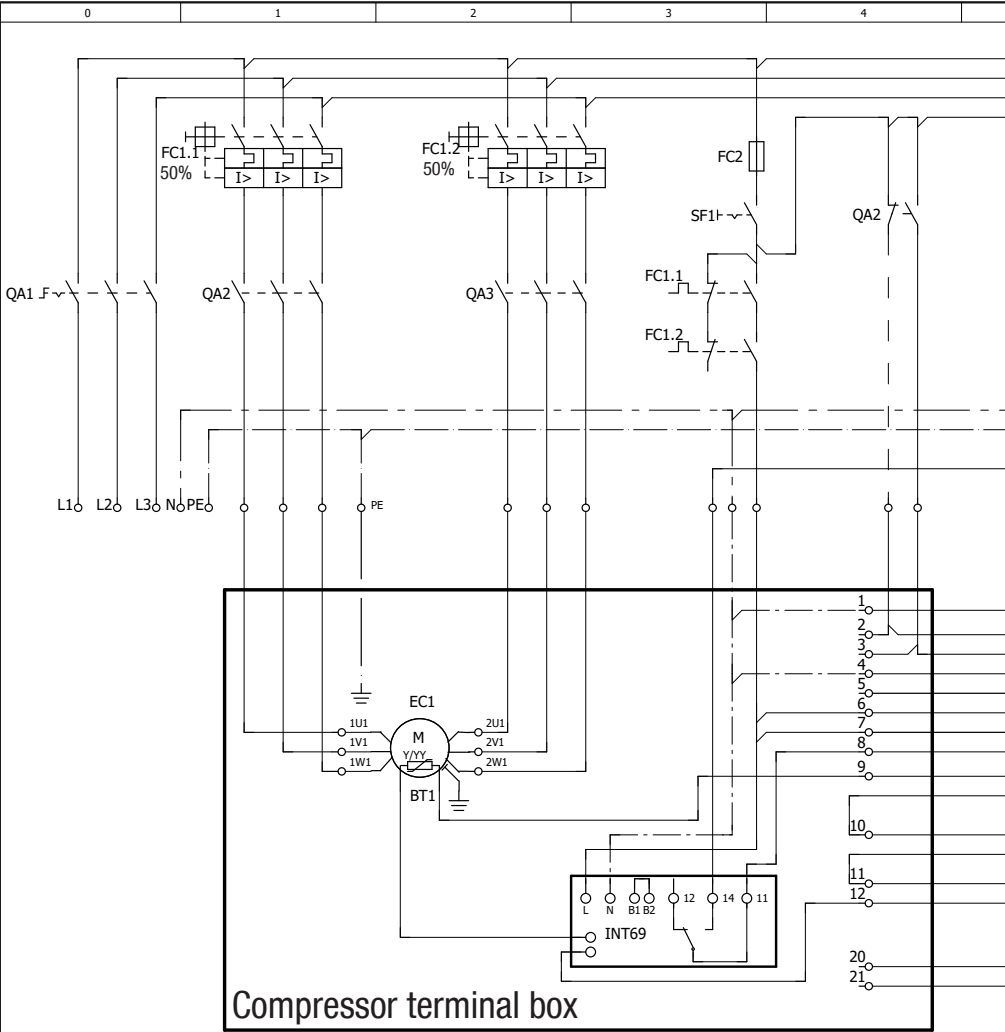 0 1 2 3 4
FC1.1
50%
I> I> I>
FC1.2
50%
I> I> I>
FC2
SF1
QA2
QA1
QA2
QA3
FC1.1
FC1.2
L1 L2 L3 N PE
PE
1
2
3
4
5
6
7
8
9
10
11
12
20
21
EC1
1U1
1V1
1W1
M
Y/YY
2U1
2V1
2W1
BT1
L N B1 B2 12 14 11
INT69
Compressor terminal box